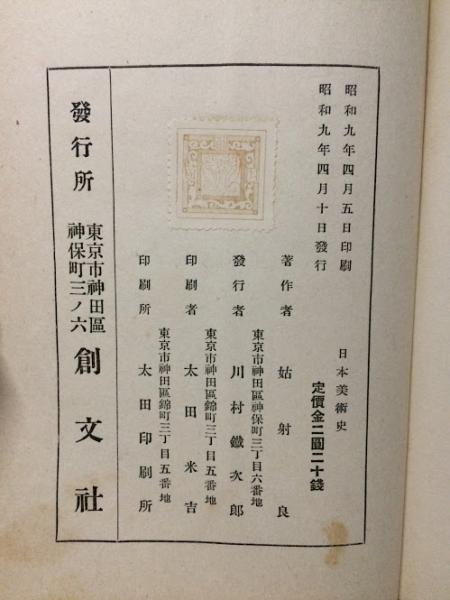 昭和九年四月五日印刷
昭和九年四月十日發行
日本美術史
定價金二圓二十錢
著作者 姑射良
東京市神田區神保町三丁目六番地
發行者 川村鐵次郎
東京市神田區錦町三丁目五番地
印刷者 太田米吉
東京市神田區錦町三丁目五番地
印刷所 太田印刷所
發行所 東京市神田區神保町三ノ六 創文社